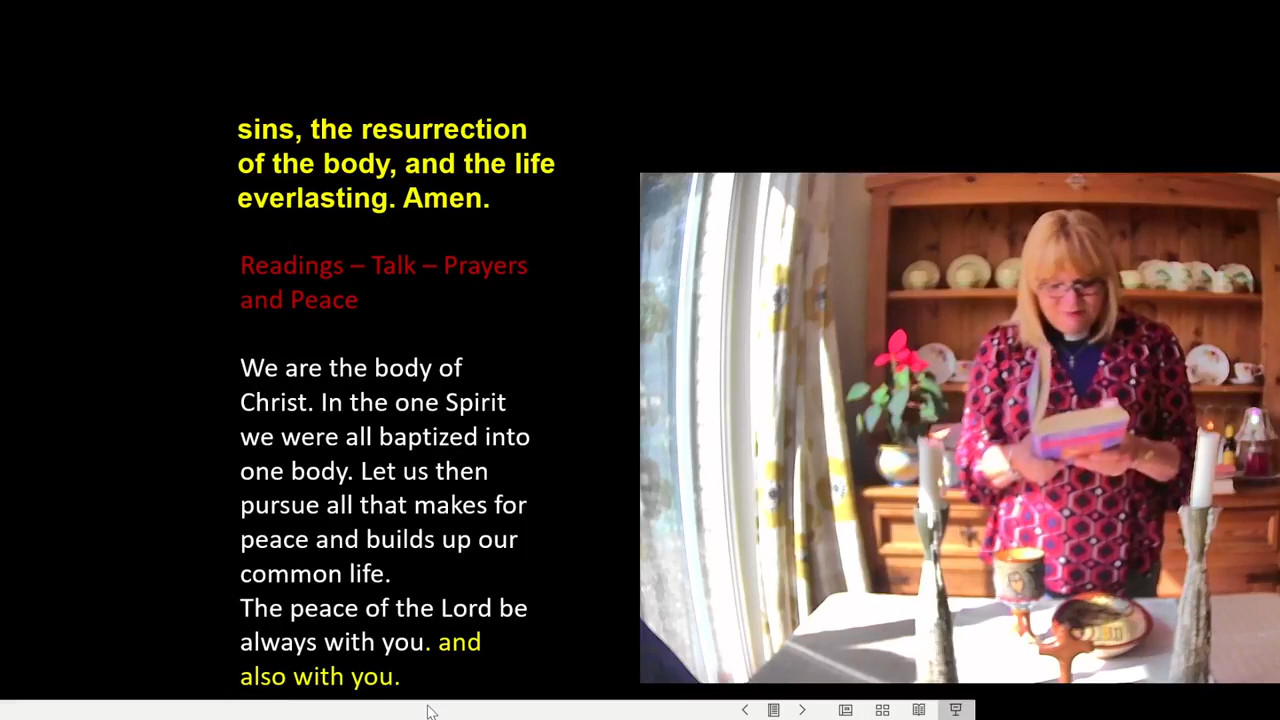 sins, the resurrection
of the body, and the life
everlasting. Amen.
Readings – Talk – Prayers
and Peace
We are the body of
Christ. In the one Spirit
we were all baptized into
one body. Let us then
pursue all that makes for
peace and builds up our
common life.
The peace of the Lord be
always with you. and
also with you.